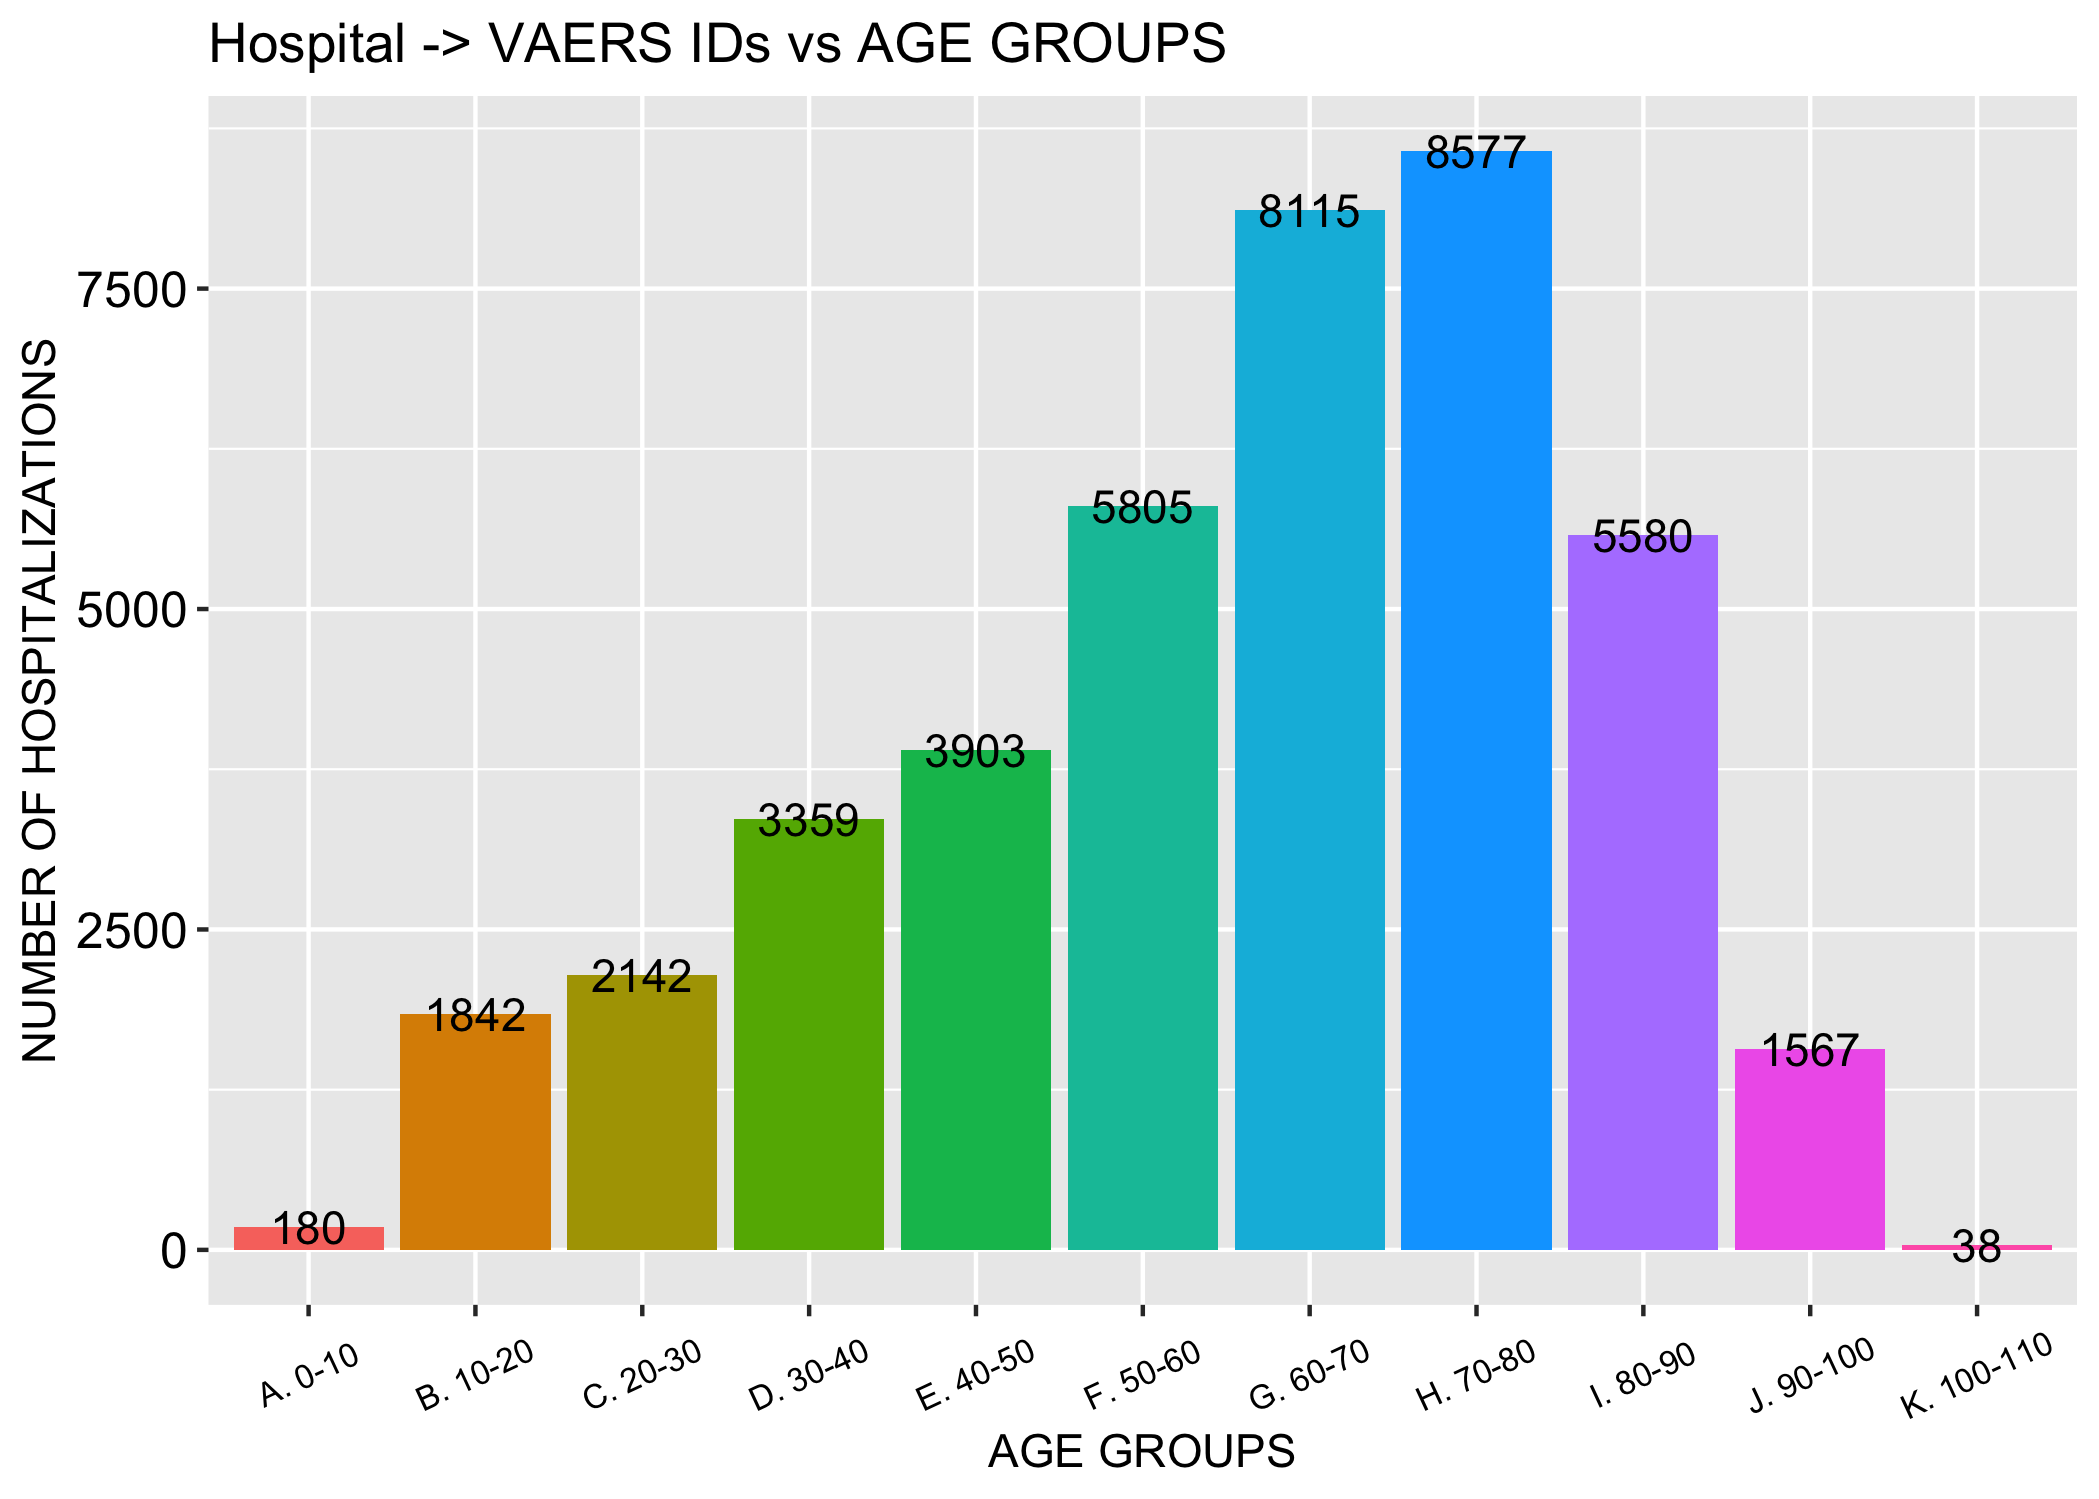 Hospital -> VAERS IDs vs AGE GROUPS
NUMBER OF HOSPITALIZATIONS
7500
5000
2500
0
180
1842
2142
3359
3903
5805
8115
8577
5580
1567
38
A. 0-10
B. 10-20
C. 20-30
D. 30-40
E. 40-50
F. 50-60
G. 60-70
H. 70-80
I. 80-90
J. 90-100
K. 100-110
AGE GROUPS